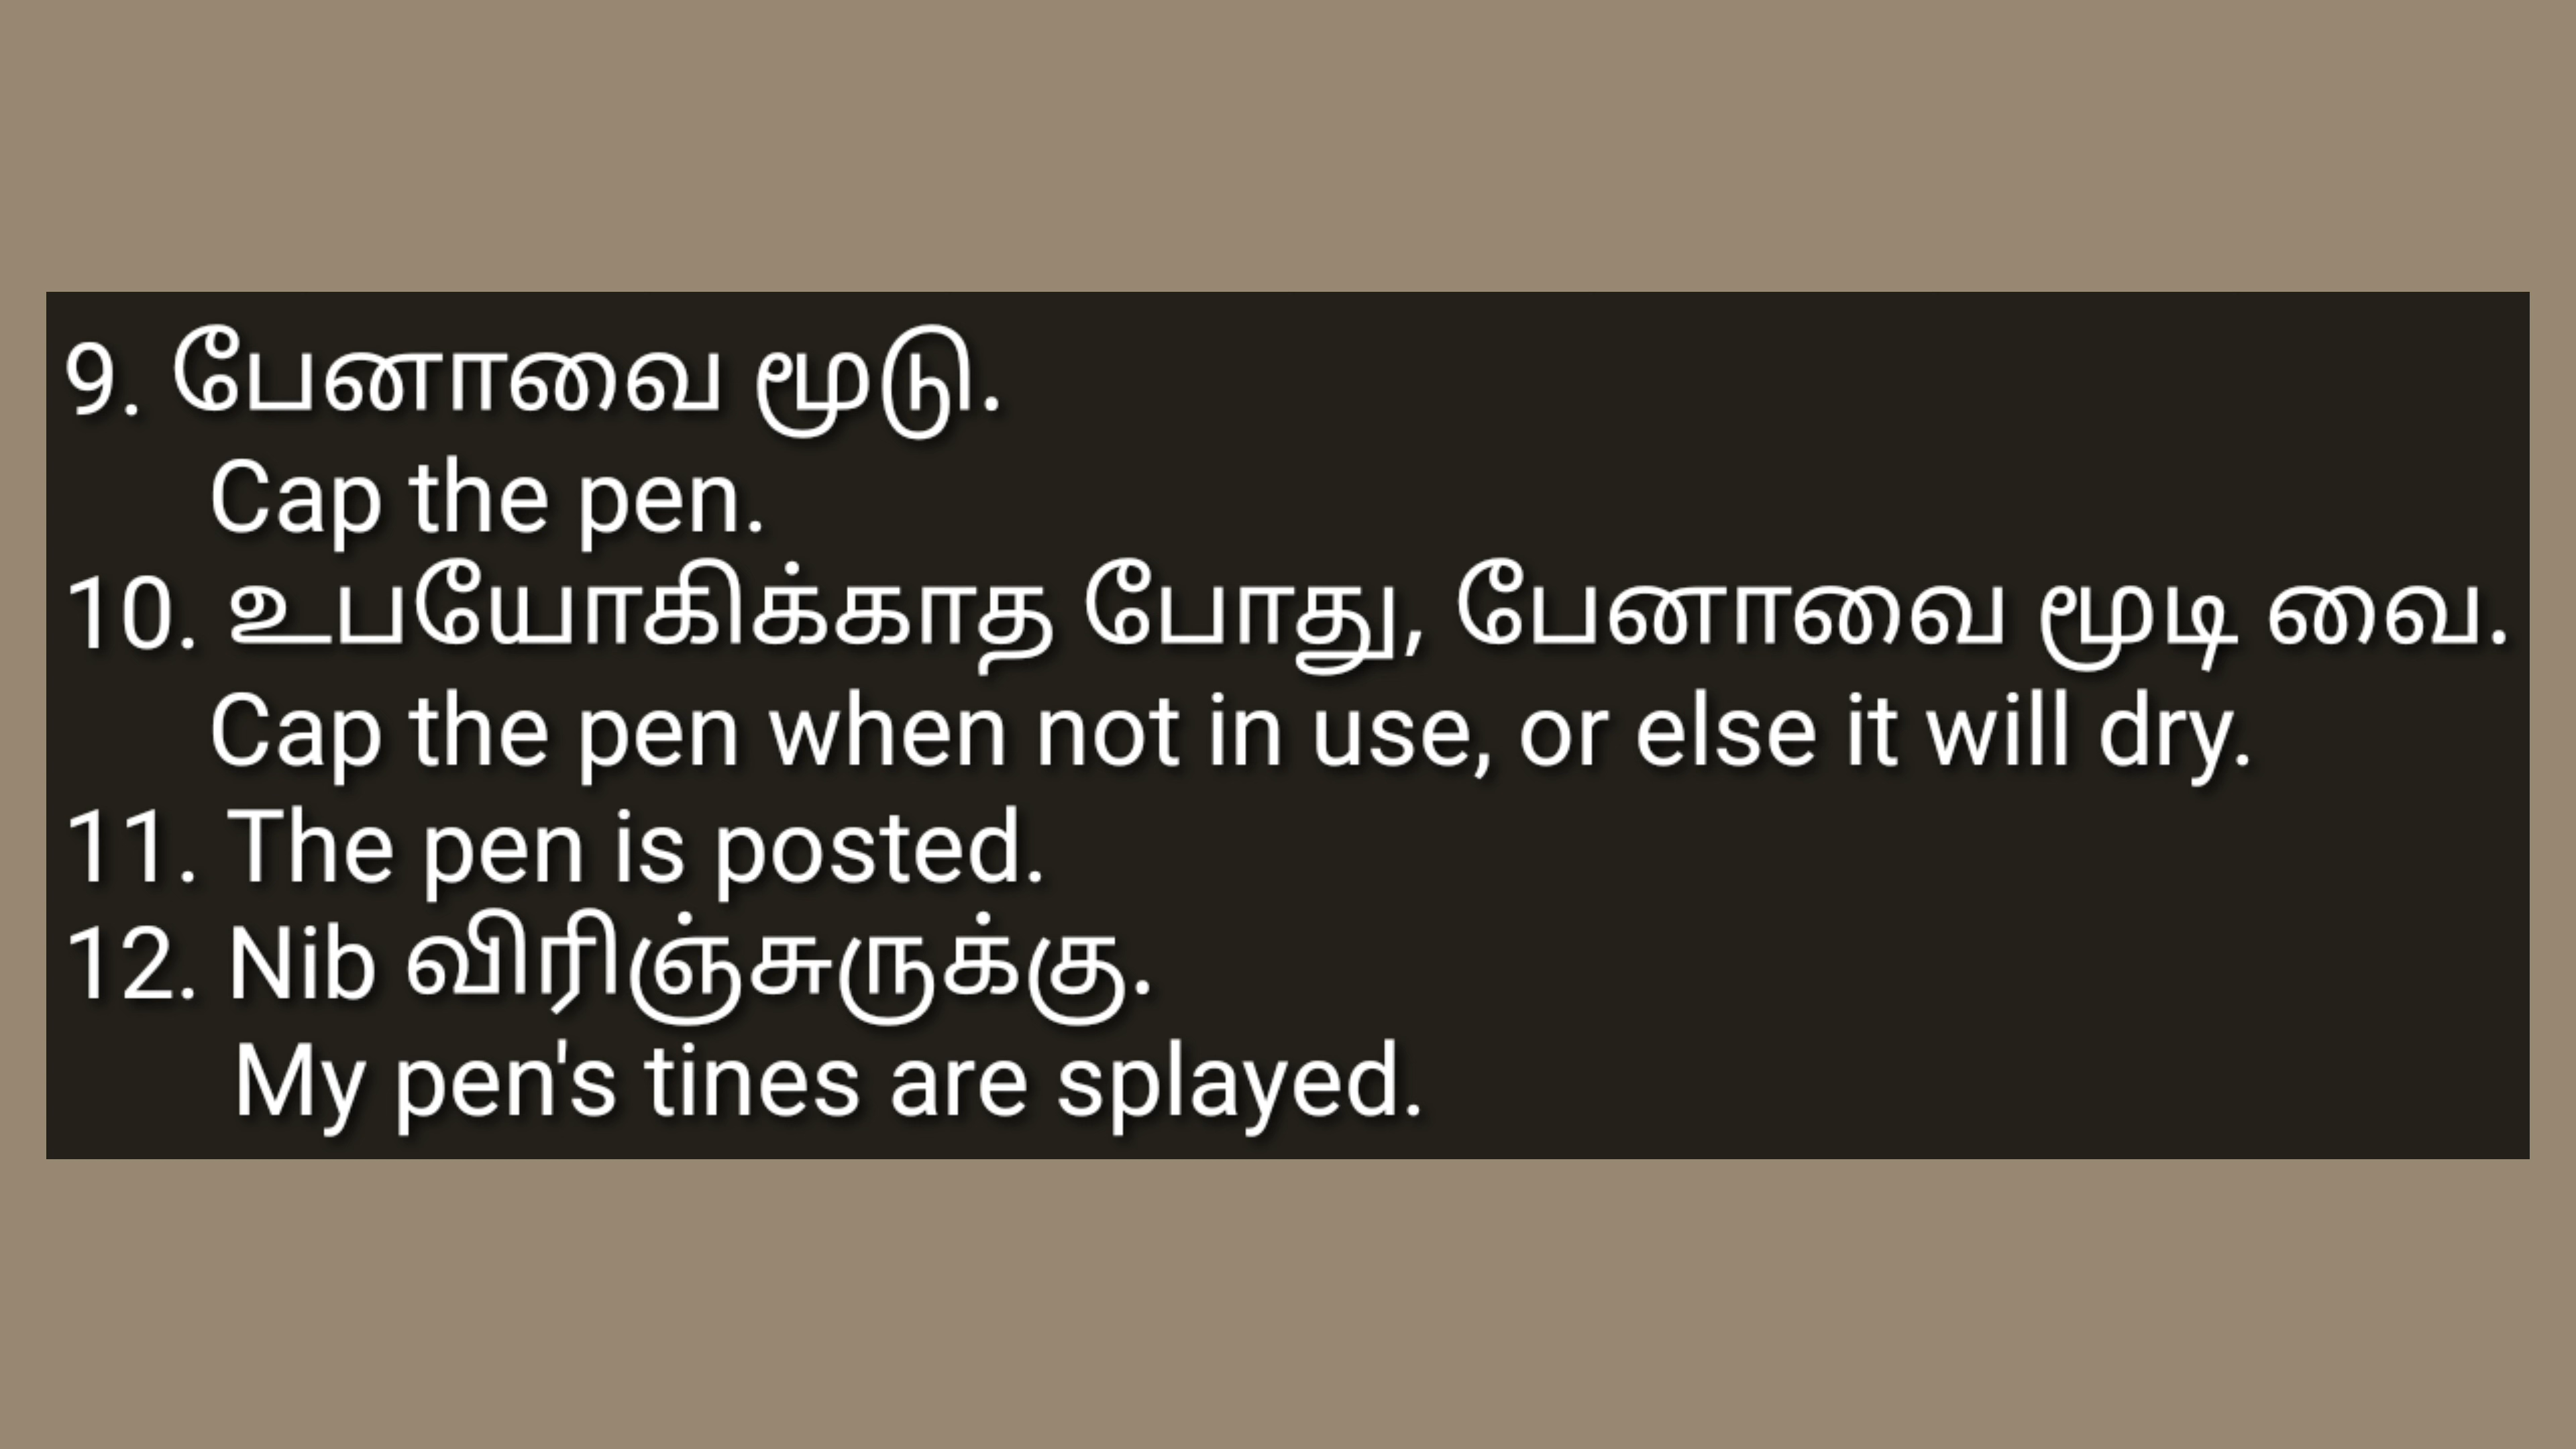 9. பேனாவை மூடு.
Cap the pen.
10. உபயோகிக்காத போது, பேனாவை மூடி வை.
Cap the pen when not in use, or else it will dry.
11. The pen is posted.
12. Nib விரிஞ்சுருக்கு.
My pen's tines are splayed.